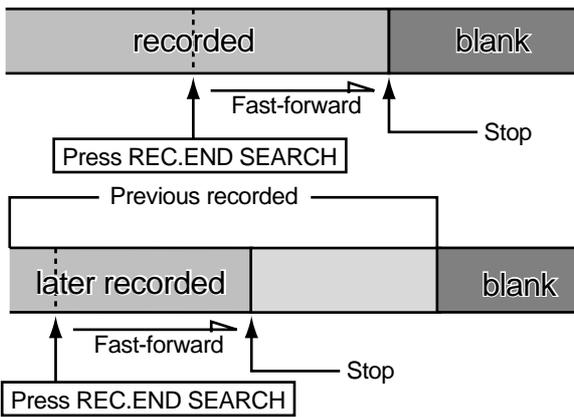 recorded
blank
Fast-forward
Stop
Press REC.END SEARCH
Previous recorded
later recorded
blank
Fast-forward
Stop
Press REC.END SEARCH